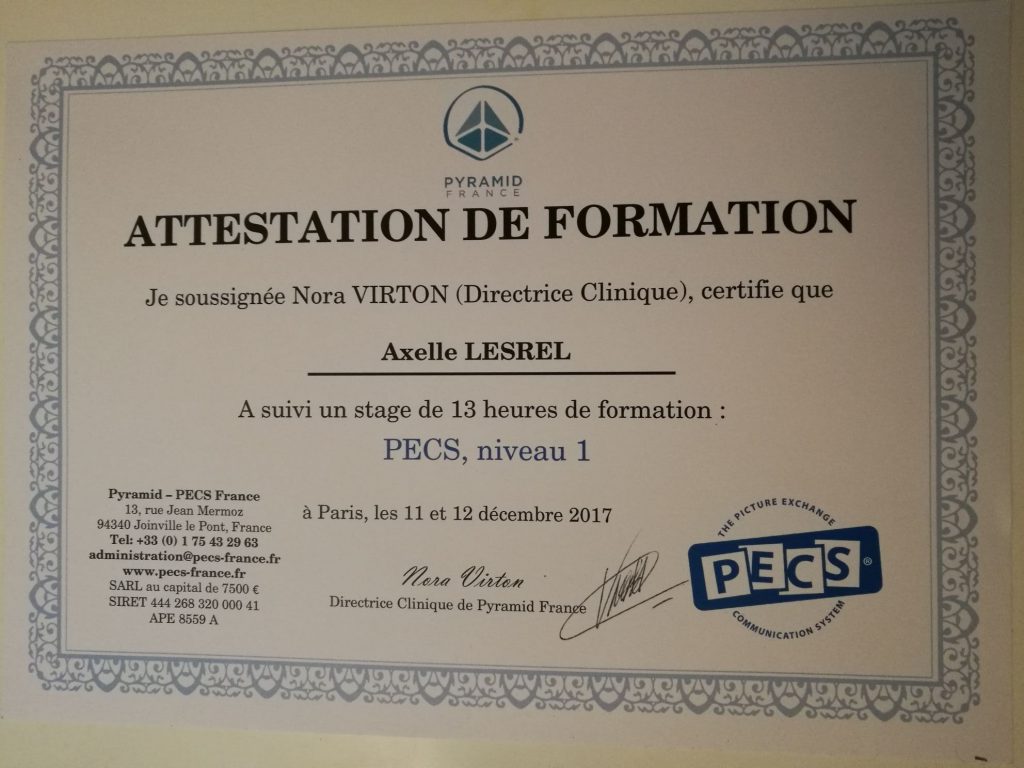 PYRAMID
FRANCE
ATTESTATION DE FORMATION
Je soussignée Nora VIRTON (Directrice Clinique), certifie que
Axelle LESREL
A suivi un stage de 13 heures de formation :
PECS, niveau 1
à Paris, les 11 et 12 décembre 2017
Pyramid – PECS France
13, rue Jean Mermoz
94340 Joinville le Pont, France
Tel: +33 (0) 1 75 43 29 63
administration@pecs-france.fr
www.pecs-france.fr
SARL au capital de 7500 €
SIRET 444 268 320 000 41
APE 8559 A
Nora Virton
Directrice Clinique de Pyramid France
THE PICTURE EXCHANGE
PECS®
COMMUNICATION SYSTEM